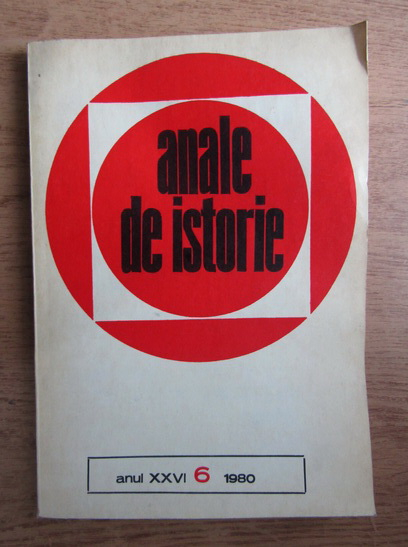 anale
de istorie
anul XXVI 6 1980